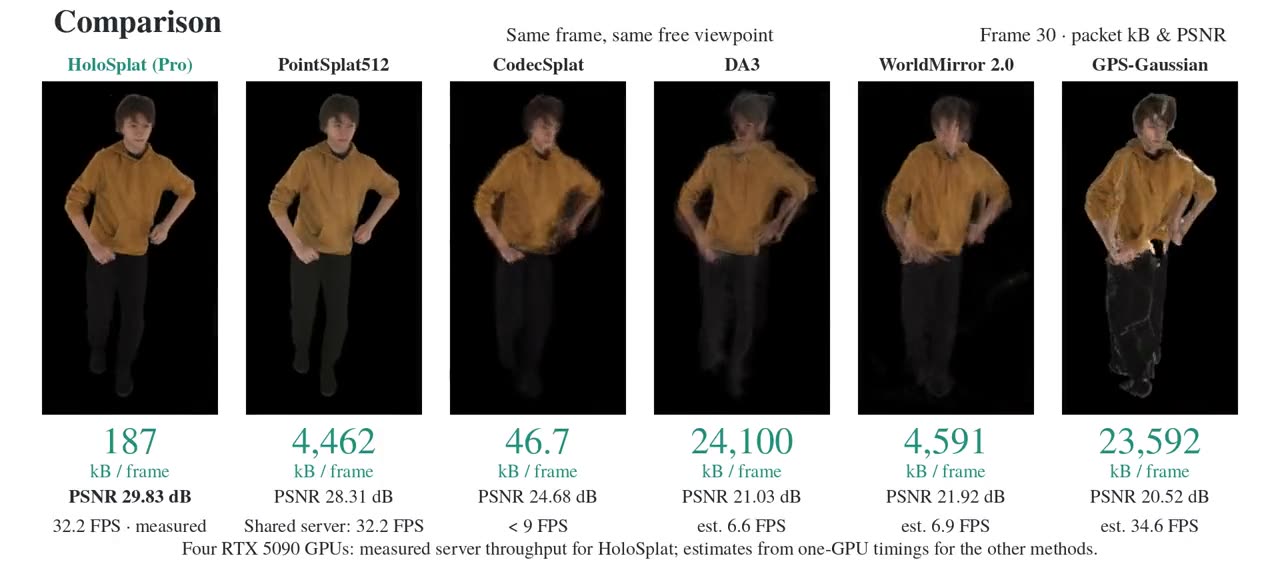 Comparison
Same frame, same free viewpoint
Frame 30 · packet kB & PSNR
HoloSplat (Pro)
PointSplat512
CodecSplat
DA3
WorldMirror 2.0
GPS-Gaussian
187
4,462
46.7
24,100
4,591
23,592
kB / frame
kB / frame
kB / frame
kB / frame
kB / frame
kB / frame
PSNR 29.83 dB
PSNR 28.31 dB
PSNR 24.68 dB
PSNR 21.03 dB
PSNR 21.92 dB
PSNR 20.52 dB
32.2 FPS · measured
Shared server: 32.2 FPS
< 9 FPS
est. 6.6 FPS
est. 6.9 FPS
est. 34.6 FPS
Four RTX 5090 GPUs: measured server throughput for HoloSplat; estimates from one-GPU timings for the other methods.